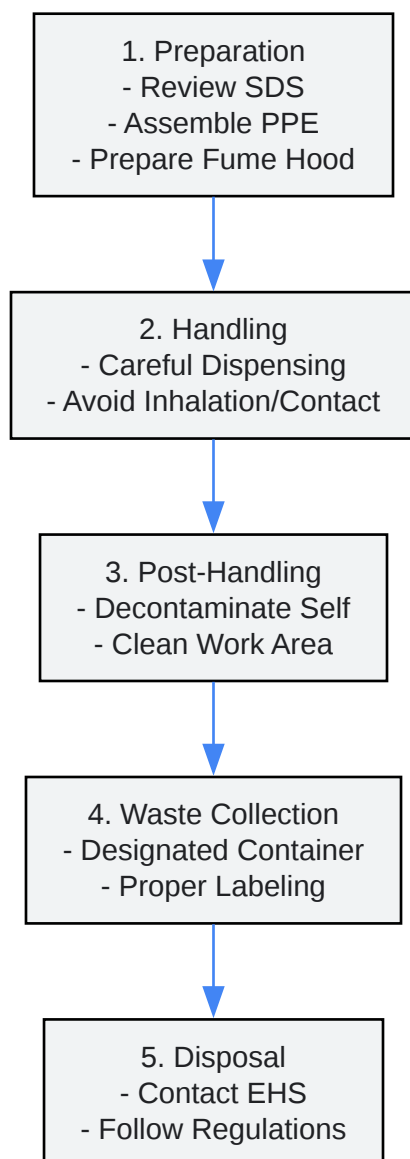 1. Preparation
- Review SDS
- Assemble PPE
- Prepare Fume Hood
2. Handling
- Careful Dispensing
- Avoid Inhalation/Contact
3. Post-Handling
- Decontaminate Self
- Clean Work Area
4. Waste Collection
- Designated Container
- Proper Labeling
5. Disposal
- Contact EHS
- Follow Regulations